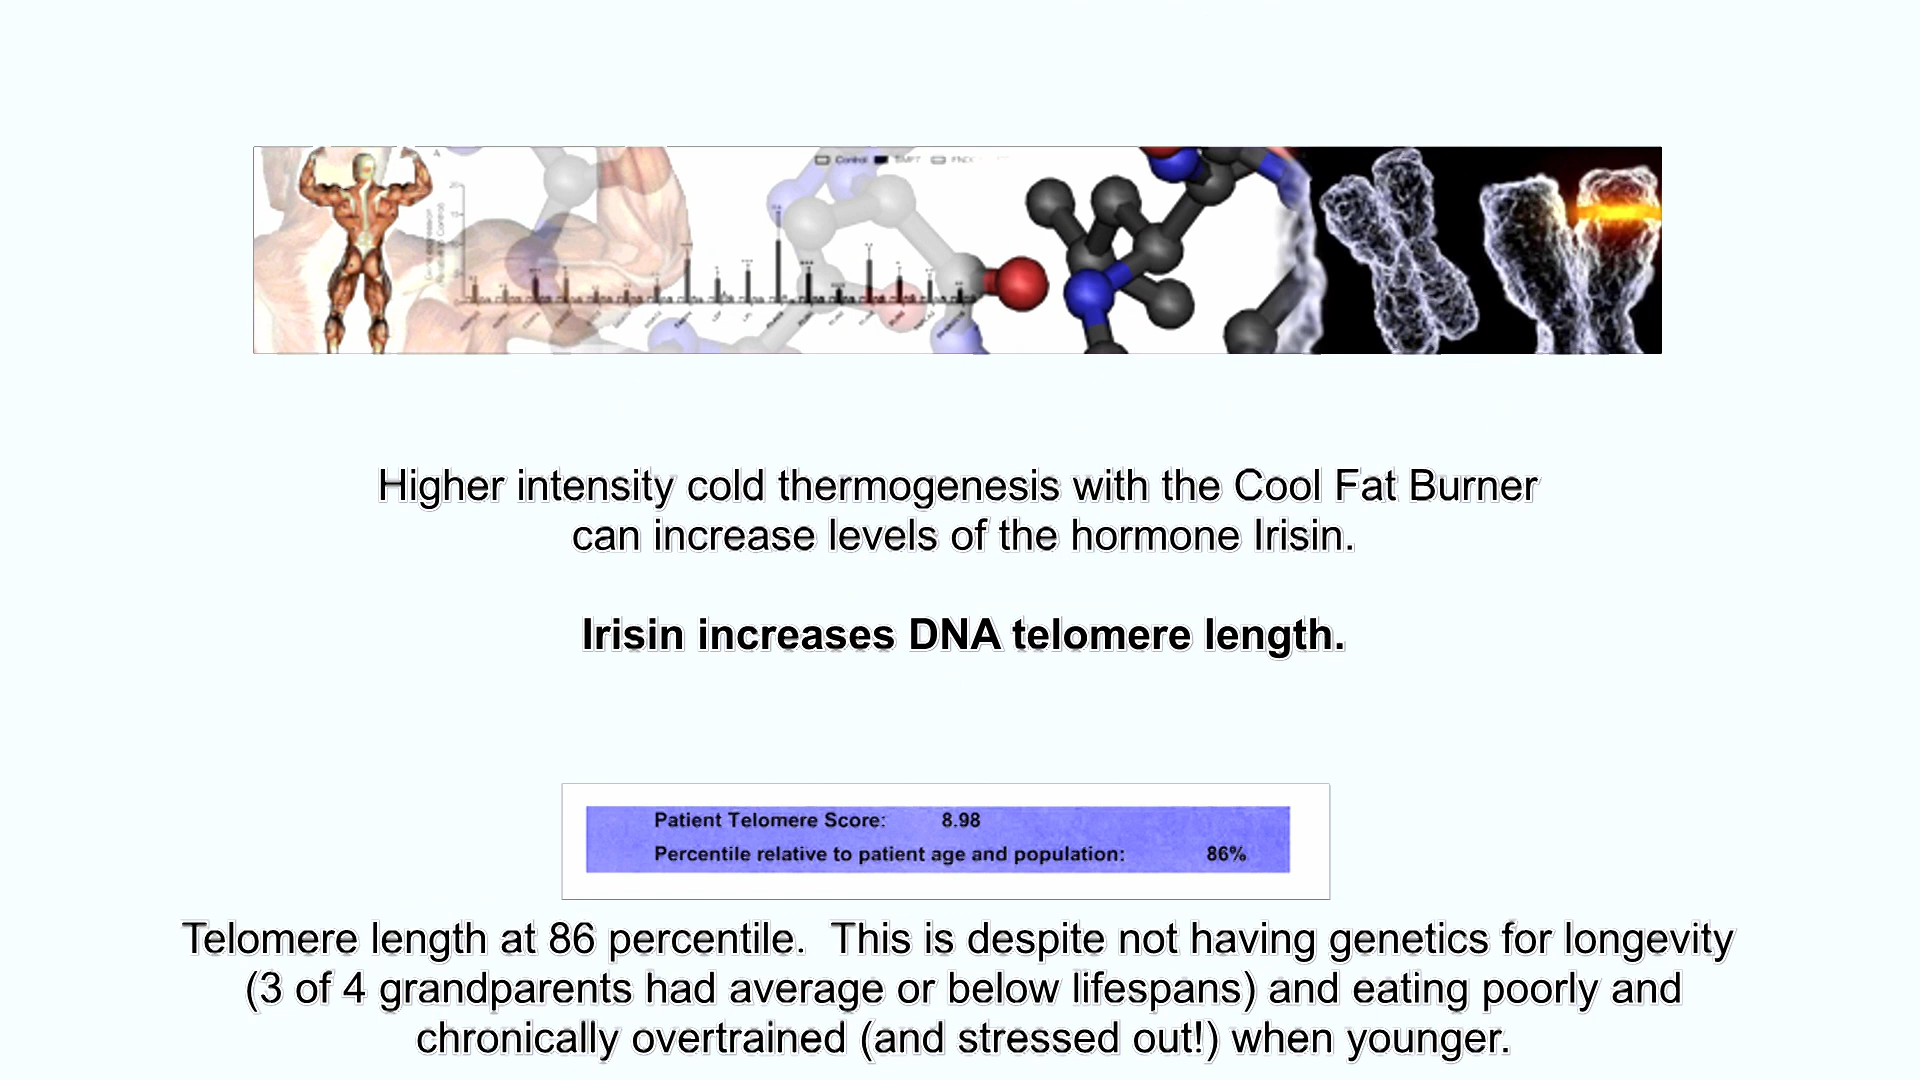 A
Control
Higher intensity cold thermogenesis with the Cool Fat Burner
can increase levels of the hormone Irisin.
Irisin increases DNA telomere length.
Patient Telomere Score: 8.98
Percentile relative to patient age and population: 86%
Telomere length at 86 percentile. This is despite not having genetics for longevity
(3 of 4 grandparents had average or below lifespans) and eating poorly and
chronically overtrained (and stressed out!) when younger.